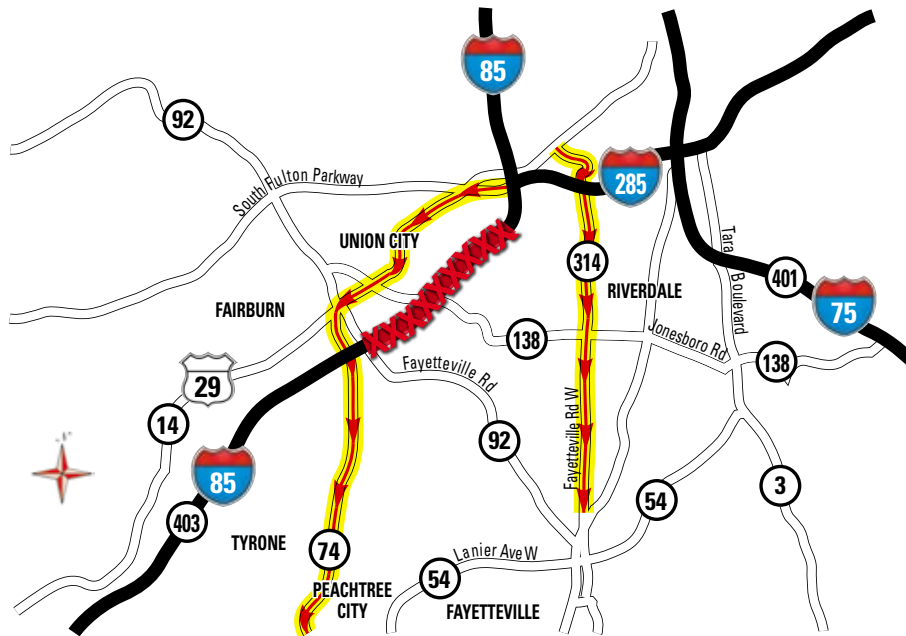 85
92
285
South Fulton Parkway
UNION CITY
314
RIVERDALE
401
Tara Boulevard
75
FAIRBURN
138
Jonesboro Rd
138
29
Fayetteville Rd
14
92
Fayetteville Rd W
85
54
3
403
TYRONE
74
Lanier Ave W
54
PEACHTREE
CITY
FAYETTEVILLE